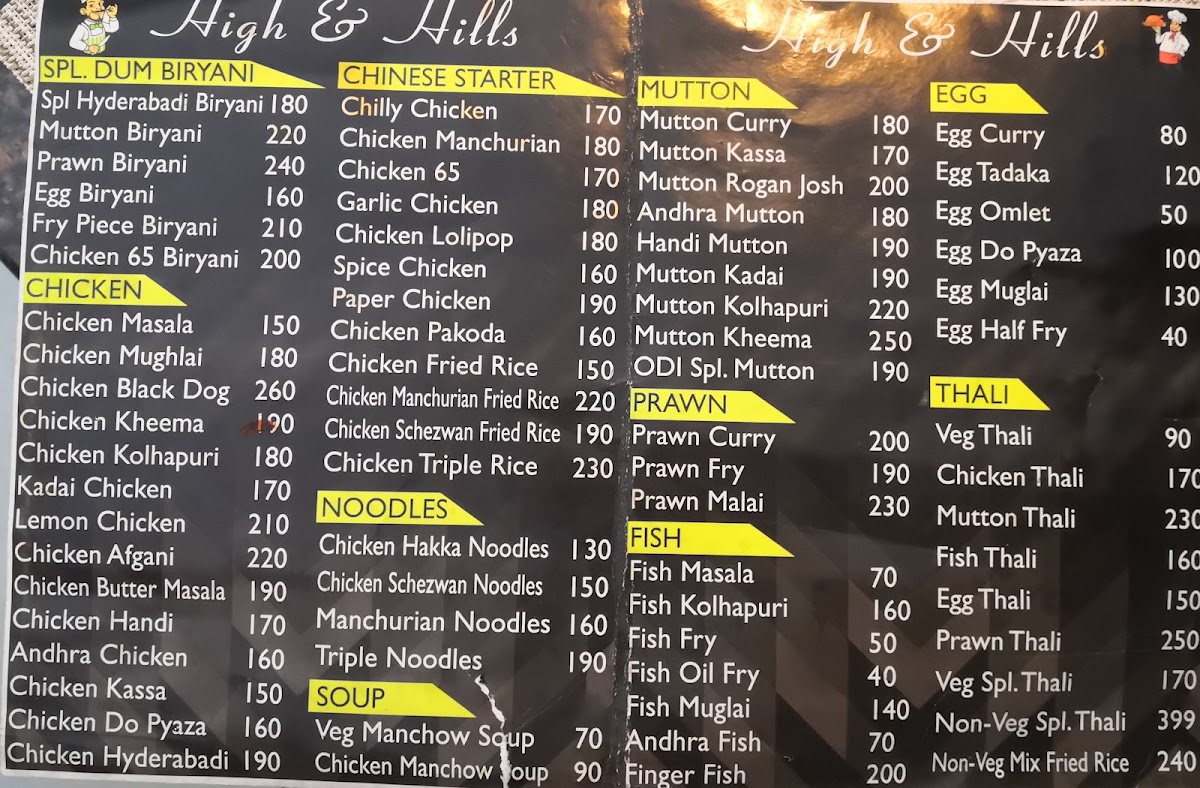 High & Hills
SPL. DUM BIRYANI
Spl Hyderabadi Biryani 180
Mutton Biryani 220
Prawn Biryani 240
Egg Biryani 160
Fry Piece Biryani 210
Chicken 65 Biryani 200
CHICKEN
Chicken Masala 150
Chicken Mughlai 180
Chicken Black Dog 260
Chicken Kheema 190
Chicken Kolhapuri 180
Kadai Chicken 170
Lemon Chicken 210
Chicken Afgani 220
Chicken Butter Masala 190
Chicken Handi 170
Andhra Chicken 160
Chicken Kassa 150
Chicken Do Pyaza 160
Chicken Hyderabadi 190
CHINESE STARTER
Chilly Chicken 170
Chicken Manchurian 180
Chicken 65 170
Garlic Chicken 180
Chicken Lolipop 180
Spice Chicken 160
Paper Chicken 190
Chicken Pakoda 160
Chicken Fried Rice 150
Chicken Manchurian Fried Rice 220
Chicken Schezwan Fried Rice 190
Chicken Triple Rice 230
NOODLES
Chicken Hakka Noodles 130
Chicken Schezwan Noodles 150
Manchurian Noodles 160
Triple Noodles 190
SOUP
Veg Manchow Soup 70
Chicken Manchow Soup 90
High & Hills
MUTTON
Mutton Curry 180
Mutton Kassa 170
Mutton Rogan Josh 200
Andhra Mutton 180
Handi Mutton 190
Mutton Kadai 190
Mutton Kolhapuri 220
Mutton Kheema 250
ODI Spl. Mutton 190
PRAWN
Prawn Curry 200
Prawn Fry 190
Prawn Malai 230
FISH
Fish Masala 70
Fish Kolhapuri 160
Fish Fry 50
Fish Oil Fry 40
Fish Muglai 140
Andhra Fish 70
Finger Fish 200
EGG
Egg Curry 80
Egg Tadaka 120
Egg Omlet 50
Egg Do Pyaza 100
Egg Muglai 130
Egg Half Fry 40
THALI
Veg Thali 90
Chicken Thali 170
Mutton Thali 230
Fish Thali 160
Egg Thali 150
Prawn Thali 250
Veg Spl. Thali 170
Non-Veg Spl. Thali 399
Non-Veg Mix Fried Rice 240